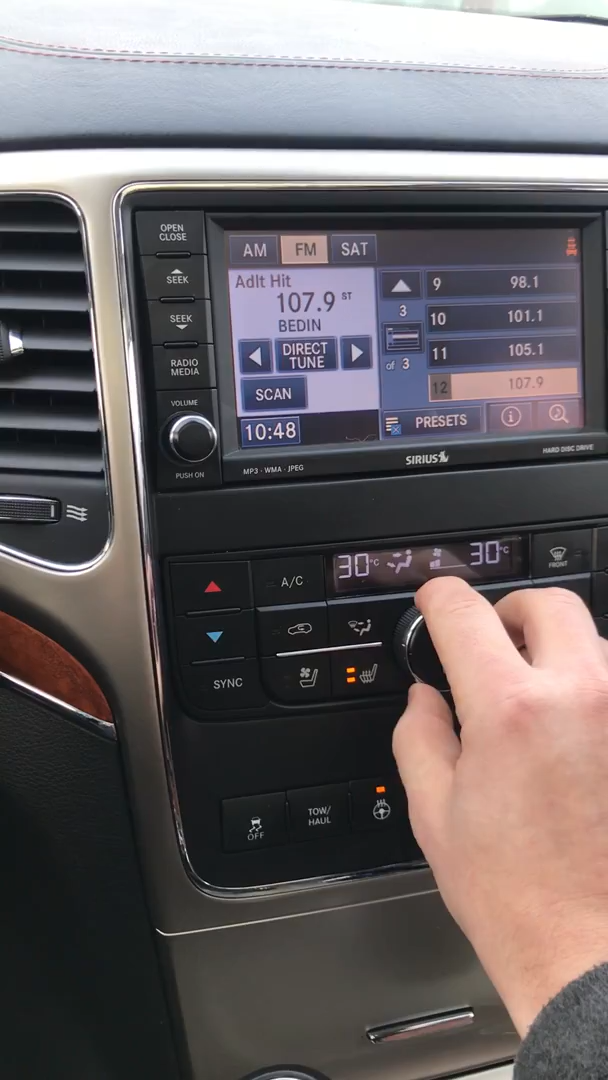 OPEN
CLOSE
SEEK
SEEK
RADIO
MEDIA
VOLUME
PUSH ON
AM FM SAT
Adlt Hit
107.9 ST
BEDIN
DIRECT
TUNE
SCAN
10:48
3
of 3
9 98.1
10 101.1
11 105.1
12 107.9
PRESETS
MP3 · WMA · JPEG
SIRIUS
HARD DISC DRIVE
A/C
30°C
30°C
FRONT
SYNC
OFF
TOW/
HAUL